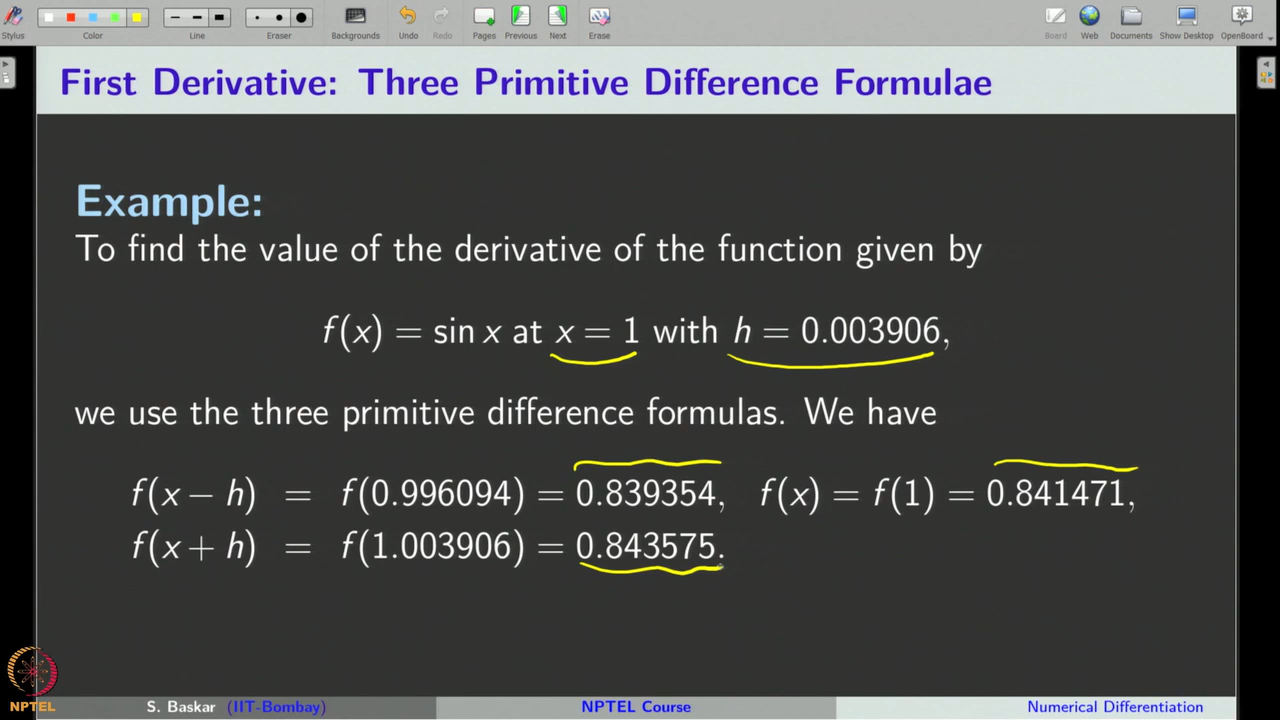 Stylus Color Line Eraser Backgrounds Undo Redo Pages Previous Next Erase Board Web Documents Show Desktop OpenBoard
First Derivative: Three Primitive Difference Formulae
Example:
To find the value of the derivative of the function given by
f(x) = sin x at x = 1 with h = 0.003906,
we use the three primitive difference formulas. We have
f(x − h) = f(0.996094) = 0.839354, f(x) = f(1) = 0.841471,
f(x + h) = f(1.003906) = 0.843575.
NPTEL
S. Baskar (IIT-Bombay) NPTEL Course Numerical Differentiation